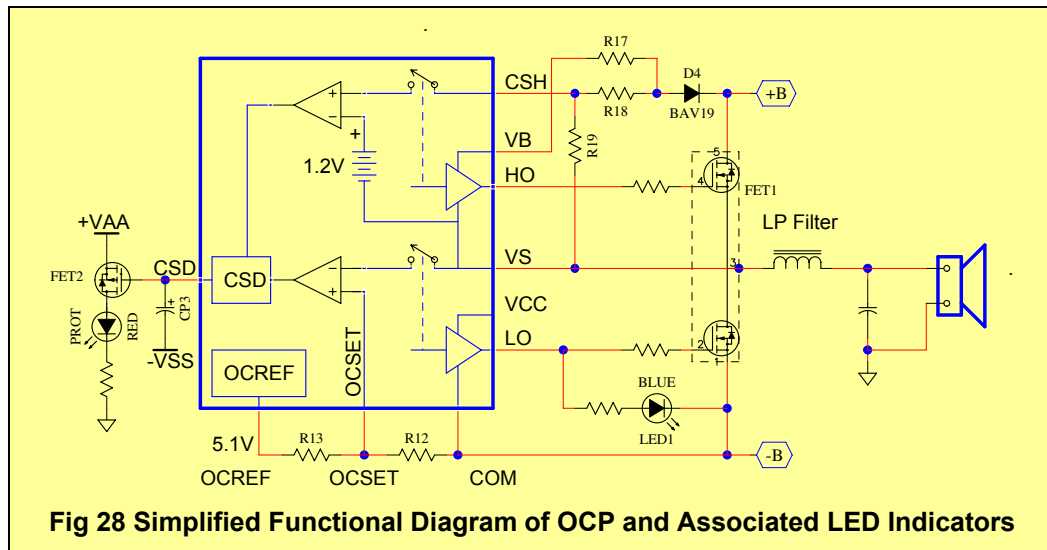 R17
D4
CSH
R18
BAV19
+B
+
−
+
VB
R19
1.2V
HO
5
4
FET1
+VAA
LP Filter
FET2
CSD
CSD
VS
3
−
+
VCC
PROT
RED
+
CP3
-VSS
OCSET
LO
2
1
OCREF
BLUE
LED1
5.1V
R13
R12
OCREF
OCSET
COM
-B
Fig 28 Simplified Functional Diagram of OCP and Associated LED Indicators